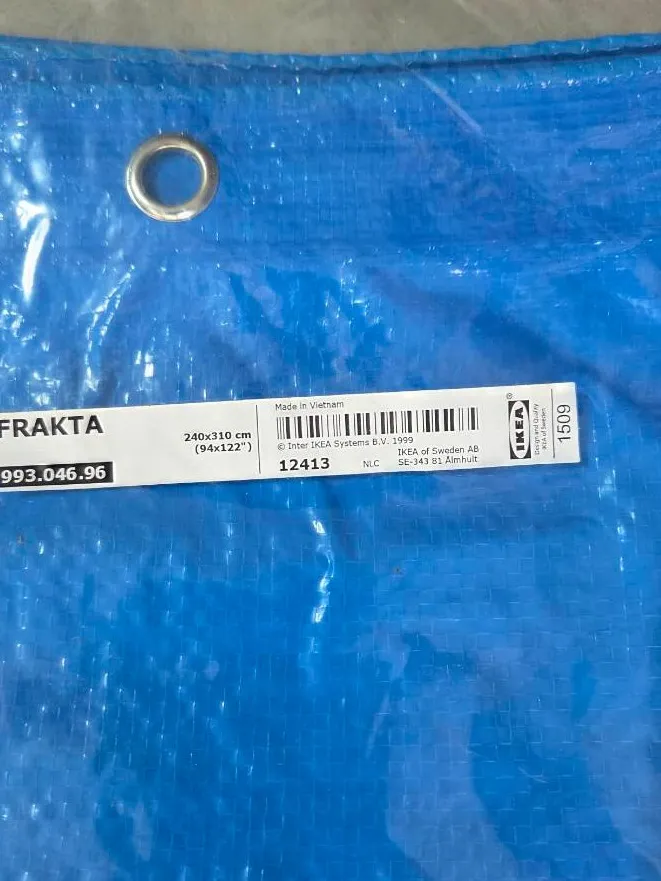 FRAKTA
993.046.96
240x310 cm
(94x122")
Made in Vietnam
© Inter IKEA Systems B.V. 1999
12413
NLC
IKEA of Sweden AB
SE-343 81 Älmhult
IKEA
®
Design and Quality
IKEA of Sweden
1509